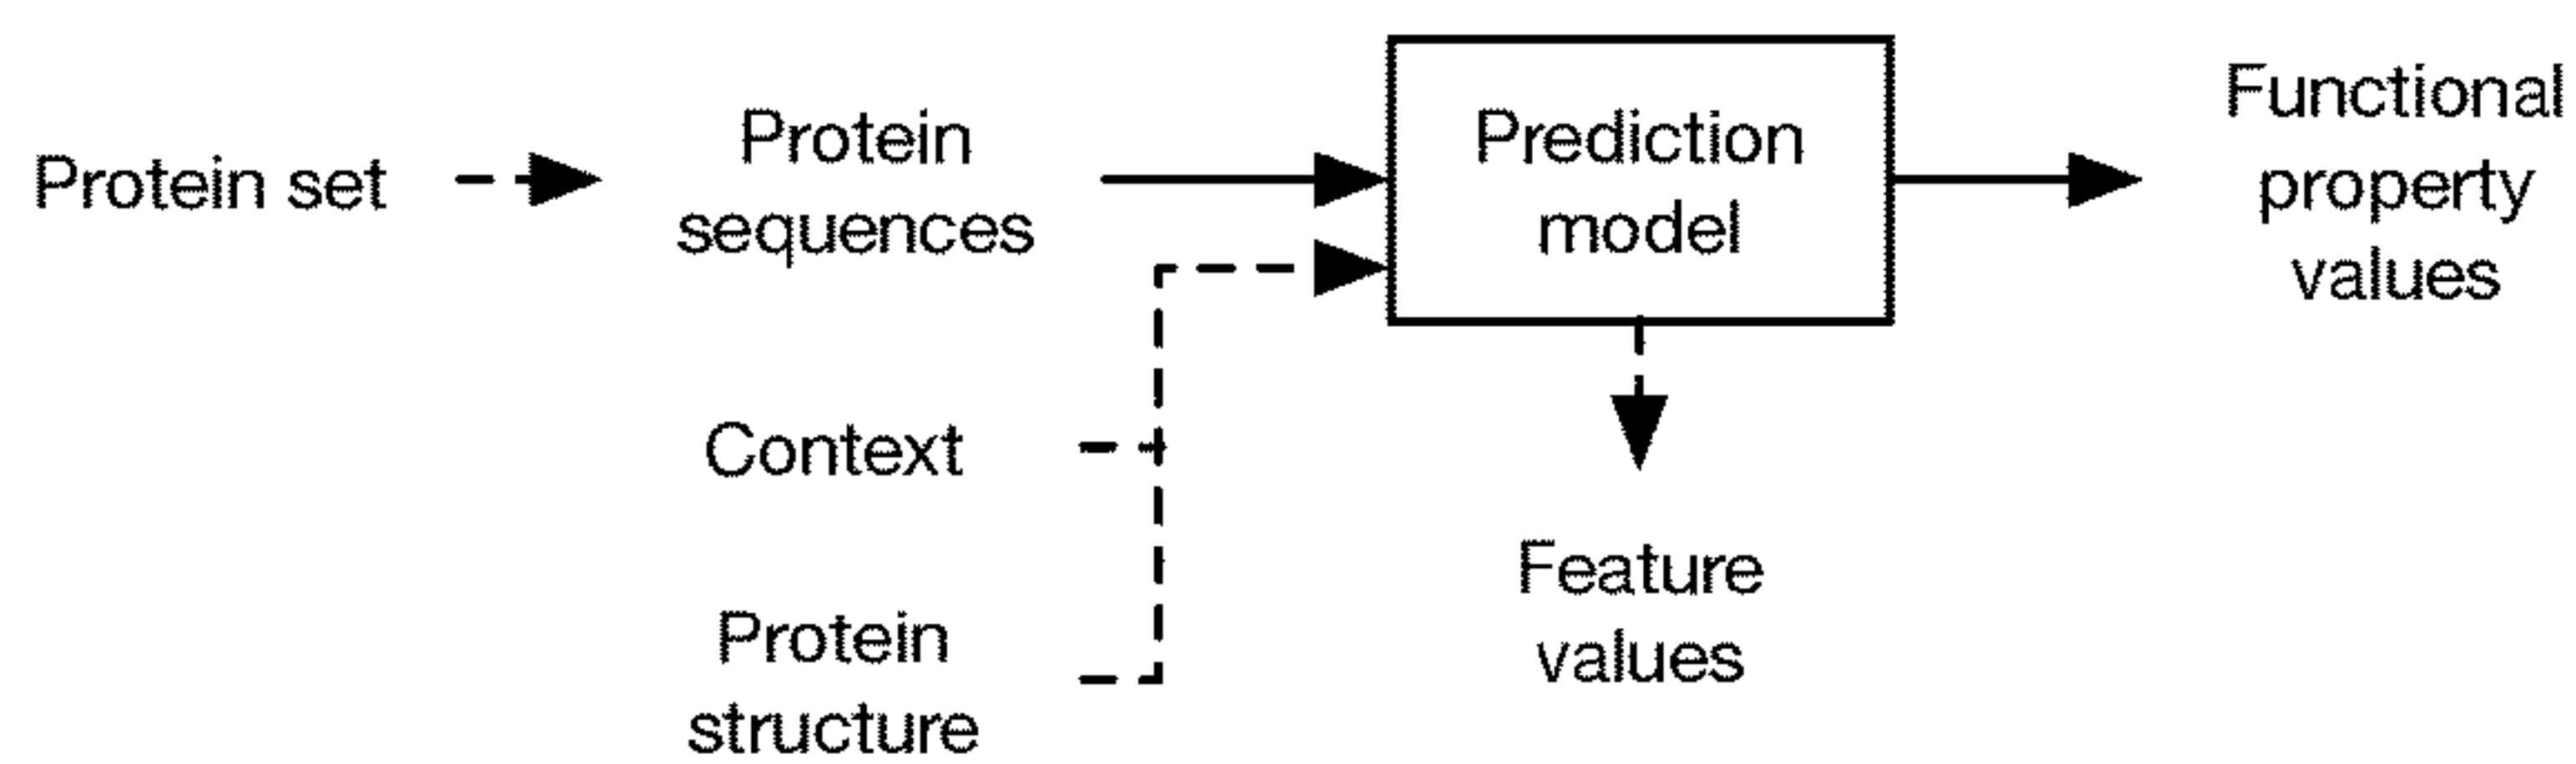 Protein set
Protein
sequences
Context
Protein
structure
Prediction
model
Feature
values
Functional
property
values